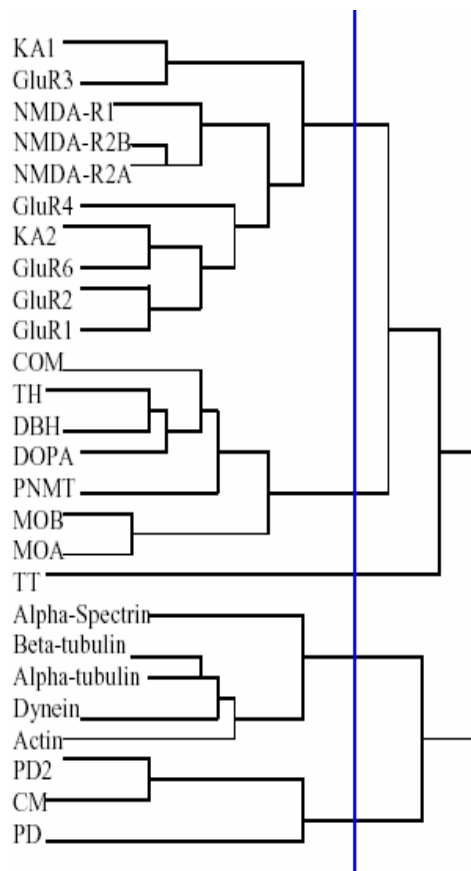 KA1
GluR3
NMDA-R1
NMDA-R2B
NMDA-R2A
GluR4
KA2
GluR6
GluR2
GluR1
COM
TH
DBH
DOPA
PNMT
MOB
MOA
TT
Alpha-Spectrin
Beta-tubulin
Alpha-tubulin
Dynein
Actin
PD2
CM
PD